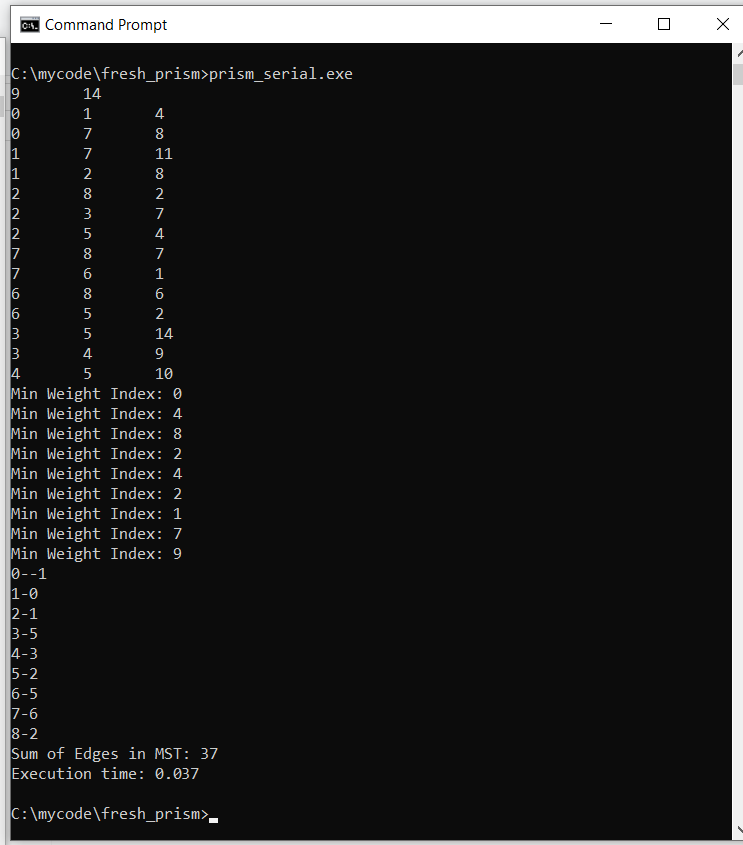 Command Prompt
C:\mycode\fresh_prism>prism_serial.exe
9 14
0 1 4
0 7 8
1 7 11
1 2 8
2 8 2
2 3 7
2 5 4
7 8 7
7 6 1
6 8 6
6 5 2
3 5 14
3 4 9
4 5 10
Min Weight Index: 0
Min Weight Index: 4
Min Weight Index: 8
Min Weight Index: 2
Min Weight Index: 4
Min Weight Index: 2
Min Weight Index: 1
Min Weight Index: 7
Min Weight Index: 9
0--1
1-0
2-1
3-5
4-3
5-2
6-5
7-6
8-2
Sum of Edges in MST: 37
Execution time: 0.037
C:\mycode\fresh_prism>